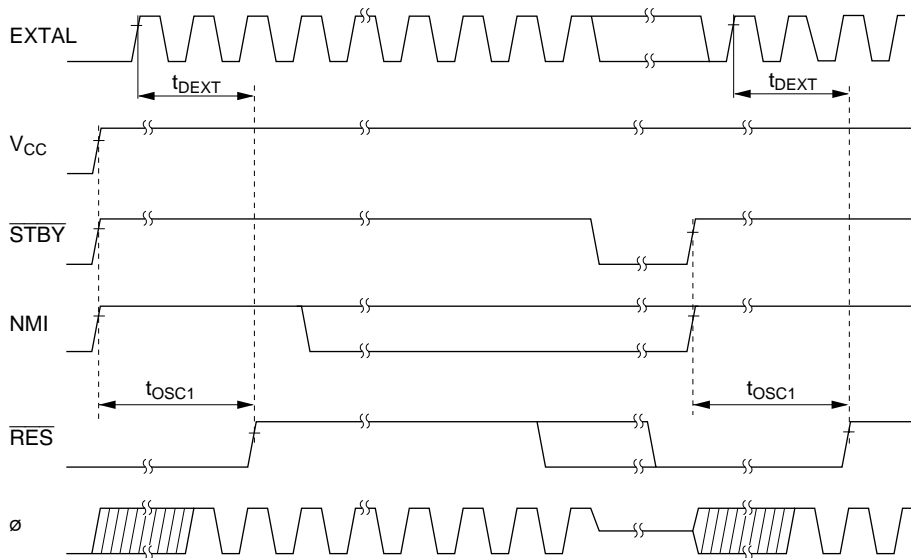 EXTAL
tDEXT tDEXT
VCC
STBY
NMI
tOSC1 tOSC1
RES
ø